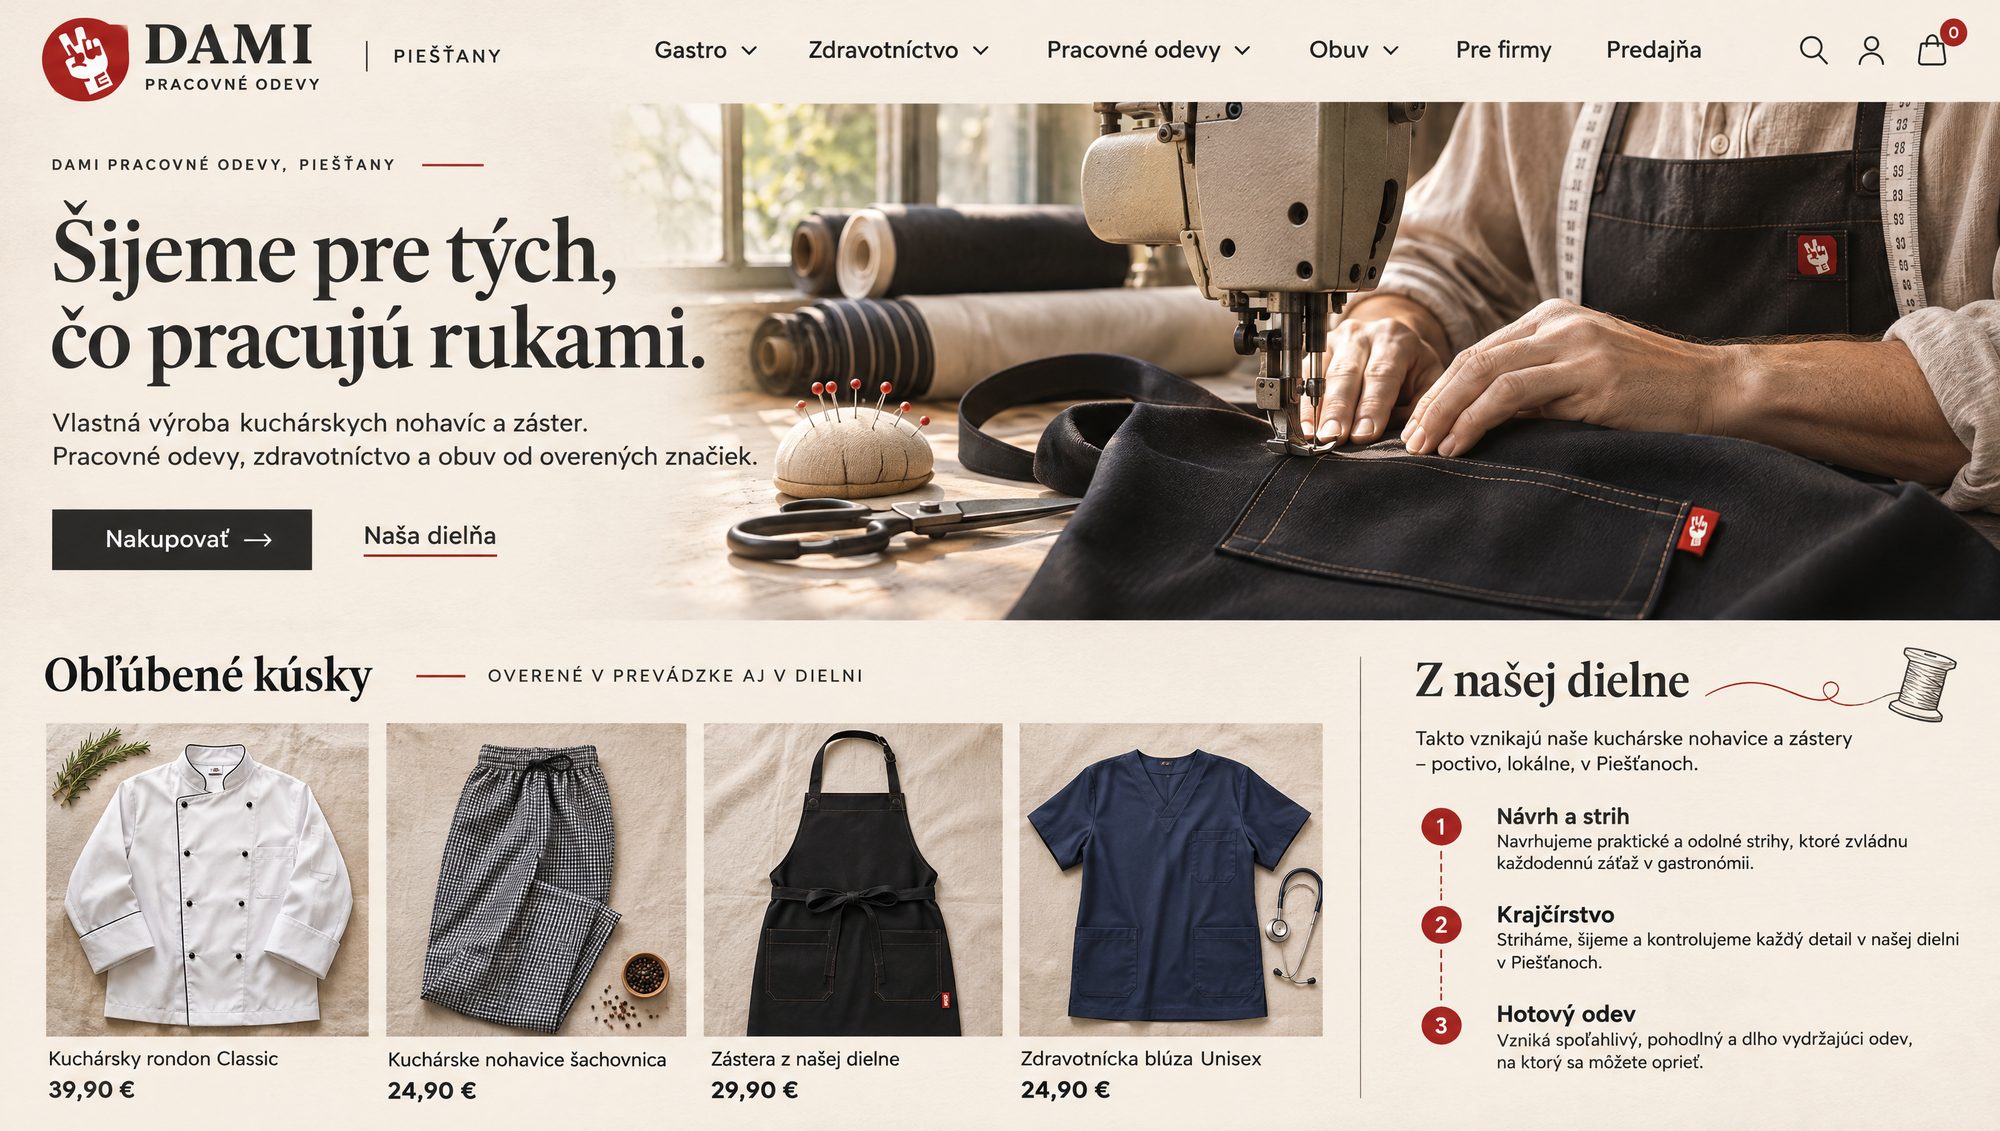 DAMI
PRACOVNÉ ODEVY
PIEŠŤANY
Gastro
Zdravotníctvo
Pracovné odevy
Obuv
Pre firmy
Predajňa
0
DAMI PRACOVNÉ ODEVY, PIEŠŤANY
Šijeme pre tých,
čo pracujú rukami.
Vlastná výroba kuchárskych nohavíc a záster.
Pracovné odevy, zdravotníctvo a obuv od overených značiek.
Nakupovať →
Naša dielňa
Obľúbené kúsky
OVERENÉ V PREVÁDZKE AJ V DIELNI
Kuchársky rondon Classic
39,90 €
Kuchárske nohavice šachovnica
24,90 €
Zástera z našej dielne
29,90 €
Zdravotnícka blúza Unisex
24,90 €
Z našej dielne
Takto vznikajú naše kuchárske nohavice a zástery
– poctivo, lokálne, v Piešťanoch.
1
Návrh a strih
Navrhujeme praktické a odolné strihy, ktoré zvládnu
každodennú záťaž v gastronómii.
2
Krajčírstvo
Striháme, šijeme a kontrolujeme každý detail v našej dielni
v Piešťanoch.
3
Hotový odev
Vzniká spoľahlivý, pohodlný a dlho vydržajúci odev,
na ktorý sa môžete oprieť.